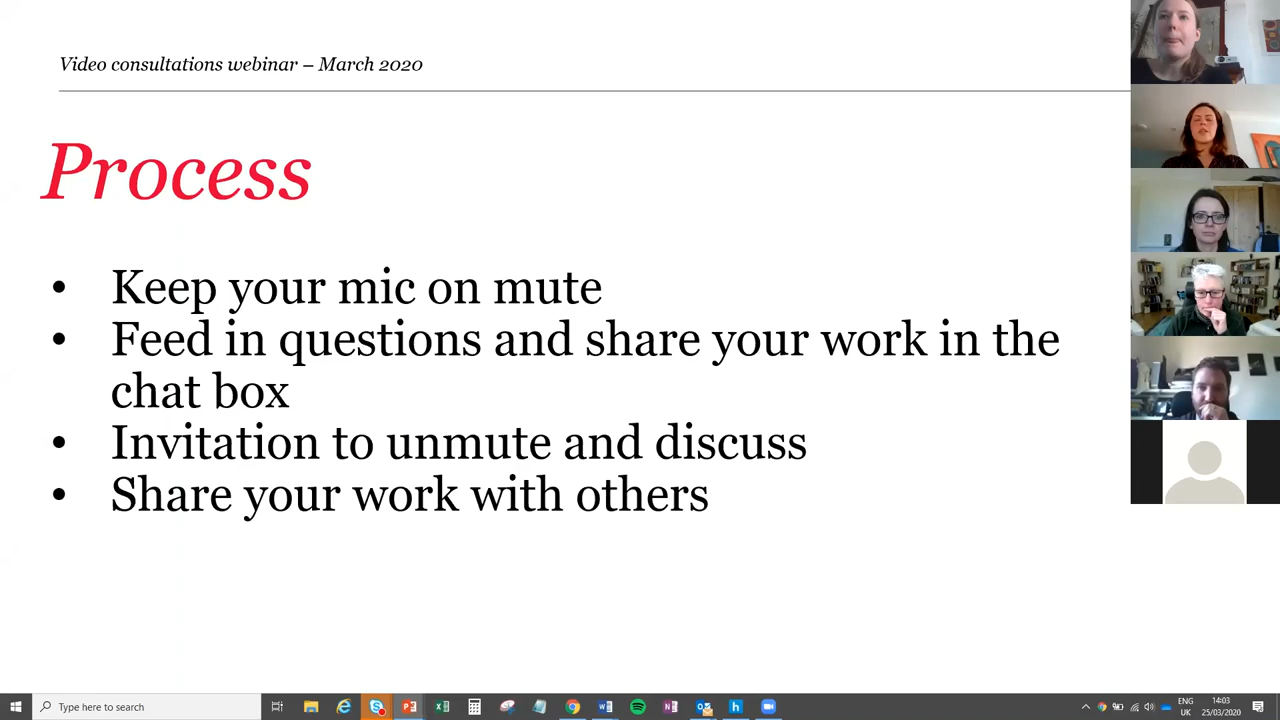 Video consultations webinar – March 2020
Process
• Keep your mic on mute
• Feed in questions and share your work in the
chat box
• Invitation to unmute and discuss
• Share your work with others
Type here to search
ENG
UK
14:03
25/03/2020